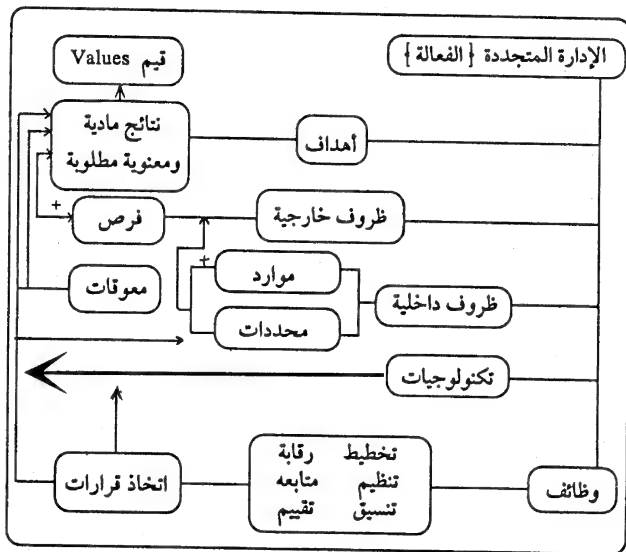 الإدارة المتجددة { الفعالة }
قيم Values
نتائج مادية
ومعنوية مطلوبة
أهداف
+
فرص
ظروف خارجية
+
موارد
معوقات
ظروف داخلية
محددات
تكنولوجيات
وظائف
تخطيط رقابة
تنظيم متابعه
تنسيق تقييم
اتخاذ قرارات